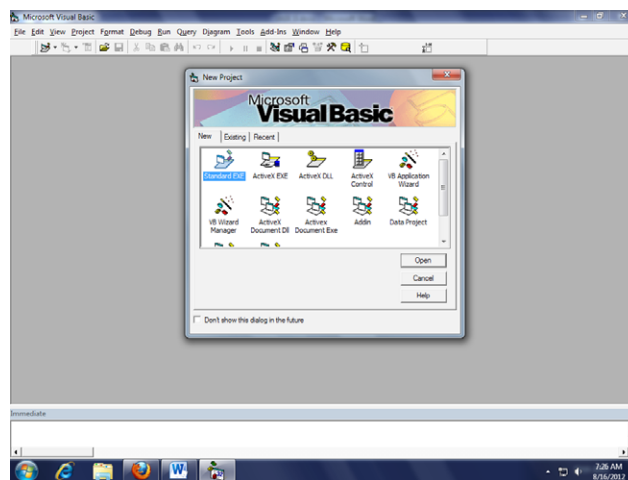 Microsoft Visual Basic
File Edit View Project Format Debug Run Query Diagram Tools Add-Ins Window Help
New Project
Microsoft
Visual Basic
New Existing Recent
Standard EXE ActiveX EXE ActiveX DLL ActiveX Control VB Application Wizard
VB Wizard Manager ActiveX Document Dll Activex Document Exe Addin Data Project
Open
Cancel
Help
Don't show this dialog in the future
Immediate
W
7:26 AM
8/16/2012